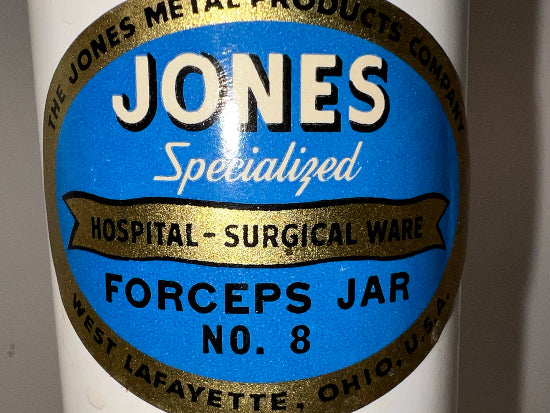 THE JONES METAL PRODUCTS COMPANY
JONES
Specialized
HOSPITAL - SURGICAL WARE
FORCEPS JAR
NO. 8
WEST LAFAYETTE, OHIO, U.S.A.